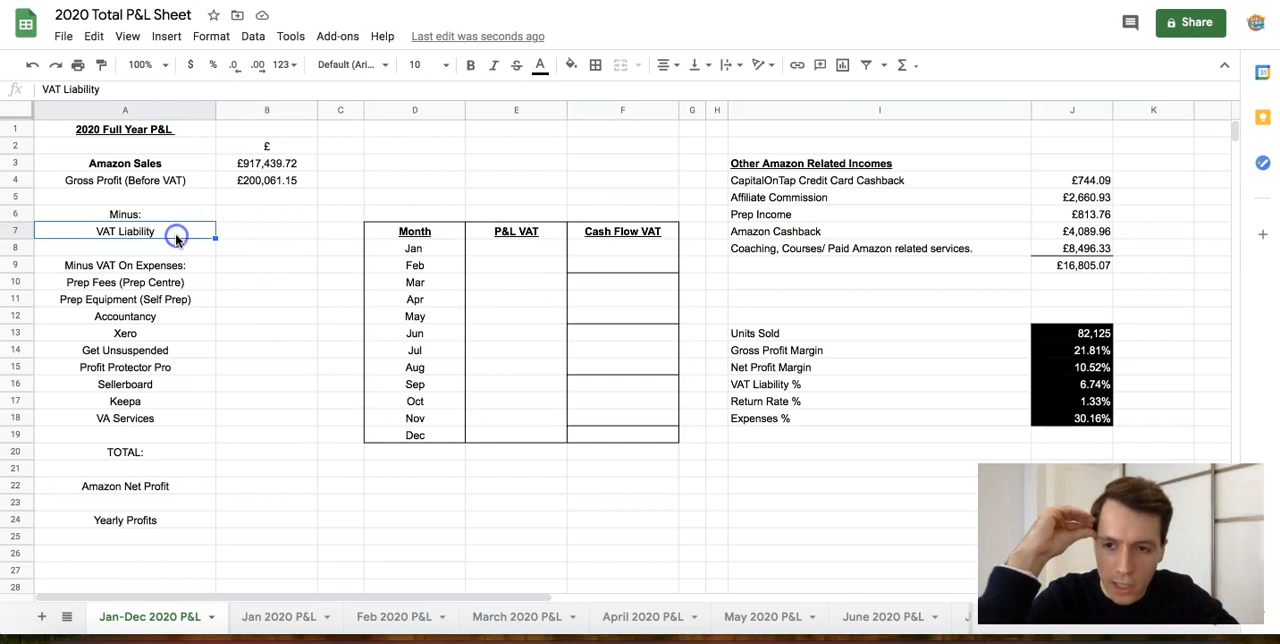 2020 Total P&L Sheet
File Edit View Insert Format Data Tools Add-ons Help Last edit was seconds ago
Share
100% $ % .0 .00 123 Default (Ari... 10 B I S A
fx VAT Liability
A B C D E F G H I J K
1 2020 Full Year P&L
2 £
3 Amazon Sales £917,439.72 Other Amazon Related Incomes
4 Gross Profit (Before VAT) £200,061.15 CapitalOnTap Credit Card Cashback £744.09
5 Affiliate Commission £2,660.93
6 Minus: Prep Income £813.76
7 VAT Liability Month P&L VAT Cash Flow VAT Amazon Cashback £4,089.96
8 Jan Coaching, Courses/ Paid Amazon related services. £8,496.33
9 Minus VAT On Expenses: Feb £16,805.07
10 Prep Fees (Prep Centre) Mar
11 Prep Equipment (Self Prep) Apr
12 Accountancy May
13 Xero Jun Units Sold 82,125
14 Get Unsuspended Jul Gross Profit Margin 21.81%
15 Profit Protector Pro Aug Net Profit Margin 10.52%
16 Sellerboard Sep VAT Liability % 6.74%
17 Keepa Oct Return Rate % 1.33%
18 VA Services Nov Expenses % 30.16%
19 Dec
20 TOTAL:
21
22 Amazon Net Profit
23
24 Yearly Profits
25
26
27
28
Jan-Dec 2020 P&L Jan 2020 P&L Feb 2020 P&L March 2020 P&L April 2020 P&L May 2020 P&L June 2020 P&L J